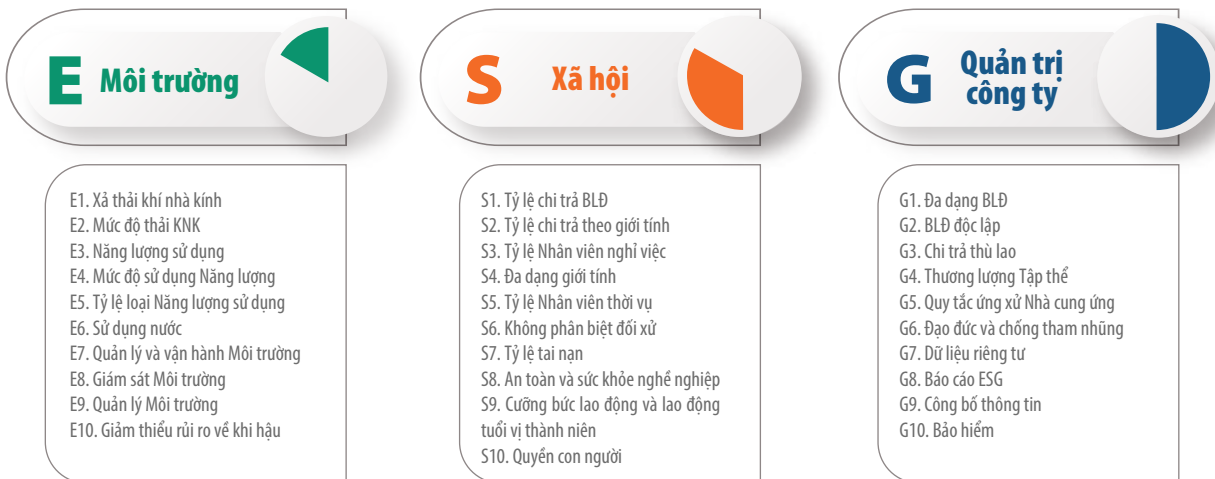 E Môi trường
E1. Xả thải khí nhà kính
E2. Mức độ thải KNK
E3. Năng lượng sử dụng
E4. Mức độ sử dụng Năng lượng
E5. Tỷ lệ loại Năng lượng sử dụng
E6. Sử dụng nước
E7. Quản lý và vận hành Môi trường
E8. Giám sát Môi trường
E9. Quản lý Môi trường
E10. Giảm thiểu rủi ro về khi hậu
S Xã hội
S1. Tỷ lệ chi trả BLĐ
S2. Tỷ lệ chi trả theo giới tính
S3. Tỷ lệ Nhân viên nghỉ việc
S4. Đa dạng giới tính
S5. Tỷ lệ Nhân viên thời vụ
S6. Không phân biệt đối xử
S7. Tỷ lệ tai nạn
S8. An toàn và sức khỏe nghề nghiệp
S9. Cưỡng bức lao động và lao động
tuổi vị thành niên
S10. Quyền con người
G Quản trị
công ty
G1. Đa dạng BLĐ
G2. BLĐ độc lập
G3. Chi trả thù lao
G4. Thương lượng Tập thể
G5. Quy tắc ứng xử Nhà cung ứng
G6. Đạo đức và chống tham nhũng
G7. Dữ liệu riêng tư
G8. Báo cáo ESG
G9. Công bố thông tin
G10. Bảo hiểm